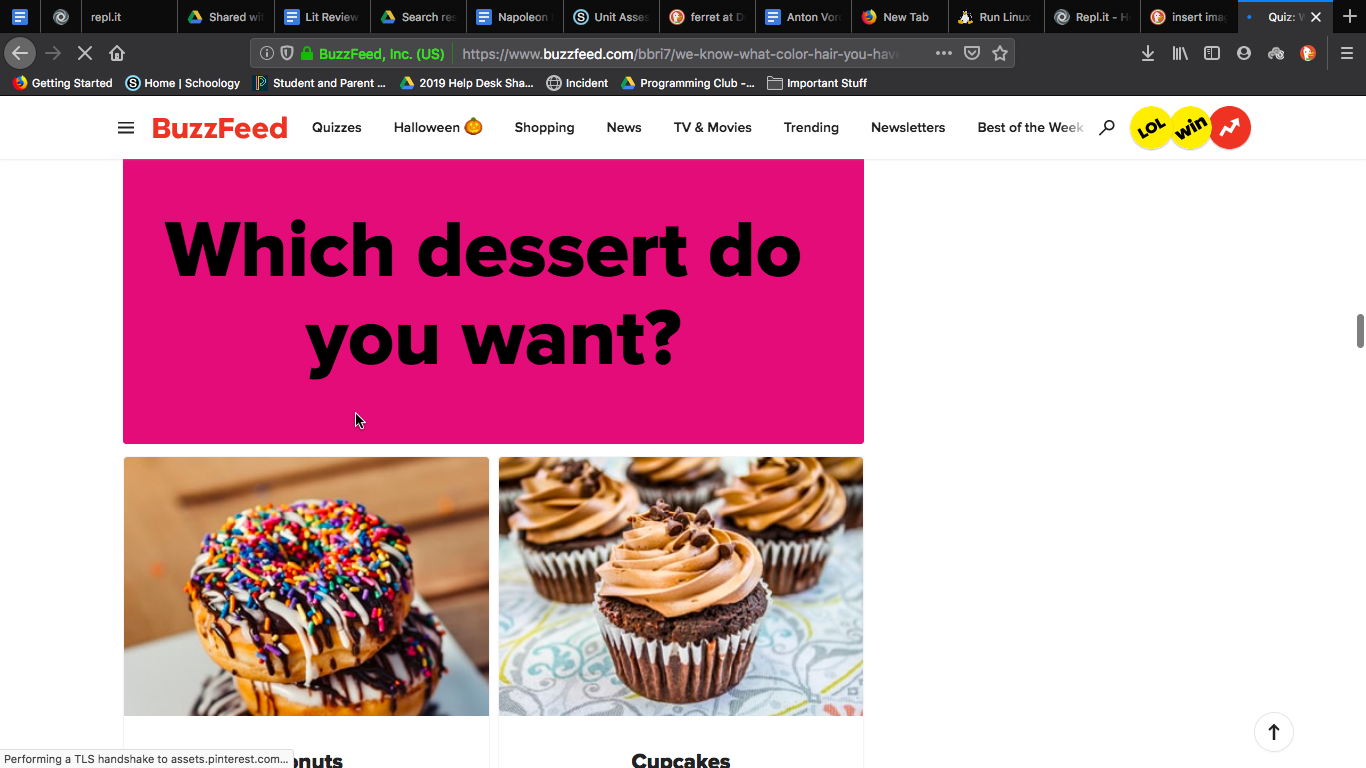 repl.it
Shared wi
Lit Review
Search re
Napoleon
Unit Asses
ferret at D
Anton Vor
New Tab
Run Linux
Repl.it - H
insert ima
Quiz: W
BuzzFeed, Inc. (US)
https://www.buzzfeed.com/bbri7/we-know-what-color-hair-you-hav
Getting Started
Home | Schoology
Student and Parent ...
2019 Help Desk Sha...
Incident
Programming Club -...
Important Stuff
BuzzFeed
Quizzes
Halloween 🎃
Shopping
News
TV & Movies
Trending
Newsletters
Best of the Week
LOL
win
Which dessert do
you want?
onuts
Cupcakes
Performing a TLS handshake to assets.pinterest.com...